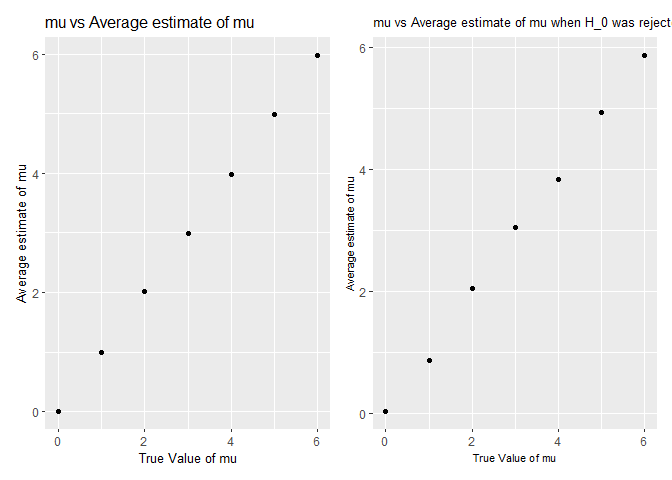 mu vs Average estimate of mu
6
4
2
0
Average estimate of mu
0 2 4 6
True Value of mu
mu vs Average estimate of mu when H_0 was reject
6
4
2
0
Average estimate of mu
0 2 4 6
True Value of mu